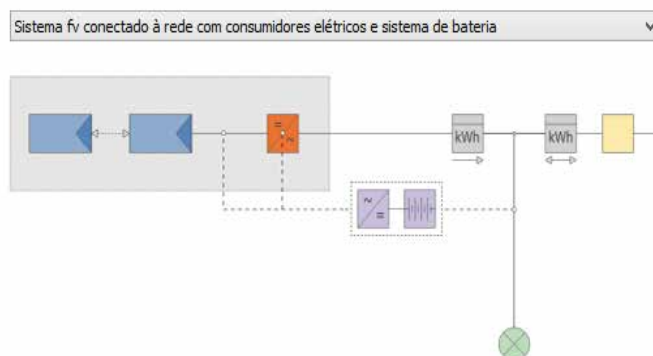 Sistema fv conectado à rede com consumidores elétricos e sistema de bateria
kWh
kWh